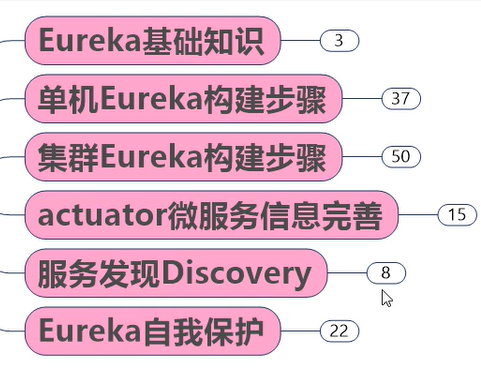 Eureka基础知识 3
单机Eureka构建步骤 37
集群Eureka构建步骤 50
actuator微服务信息完善 15
服务发现Discovery 8
Eureka自我保护 22